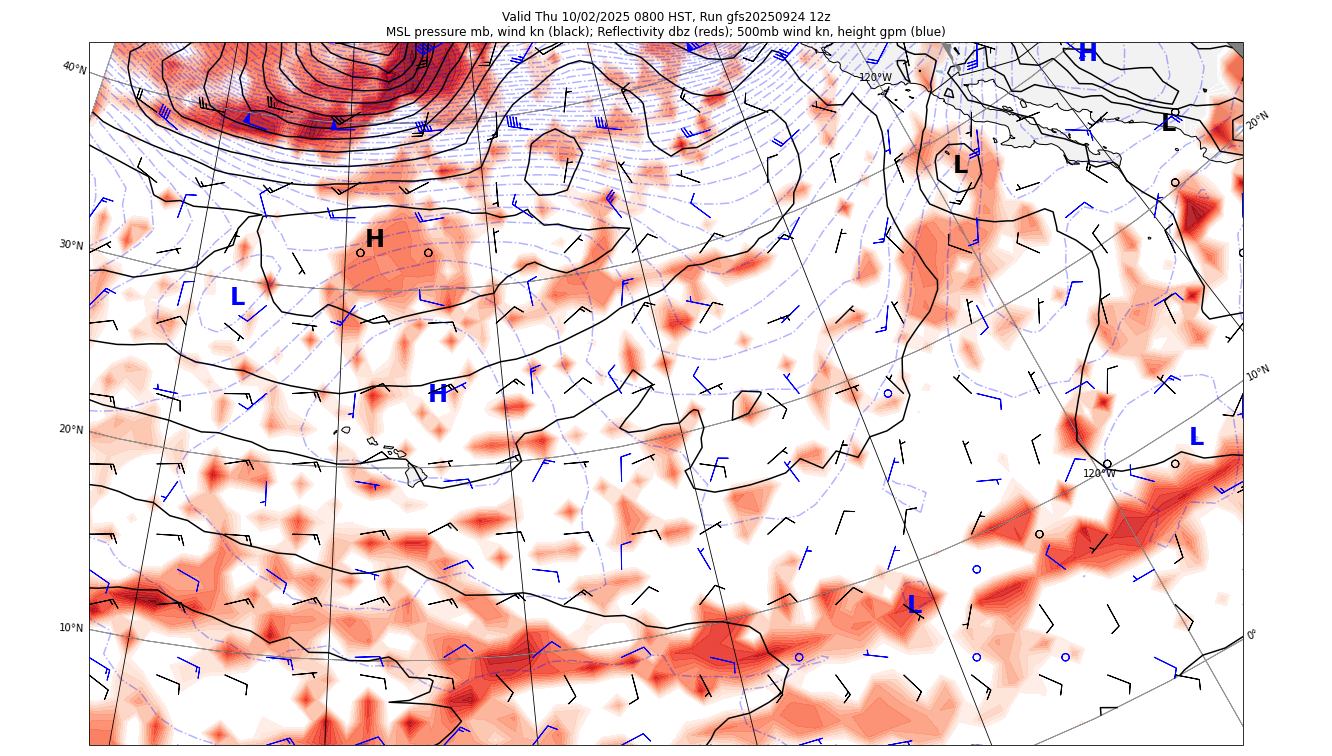 Valid Thu 10/02/2025 0800 HST, Run gfs20250924 12z
MSL pressure mb, wind kn (black); Reflectivity dbz (reds); 500mb wind kn, height gpm (blue)
H
40°N
120°W
L
20°N
L
H
30°N
L
10°N
H
20°N
L
120°W
L
10°N
0°